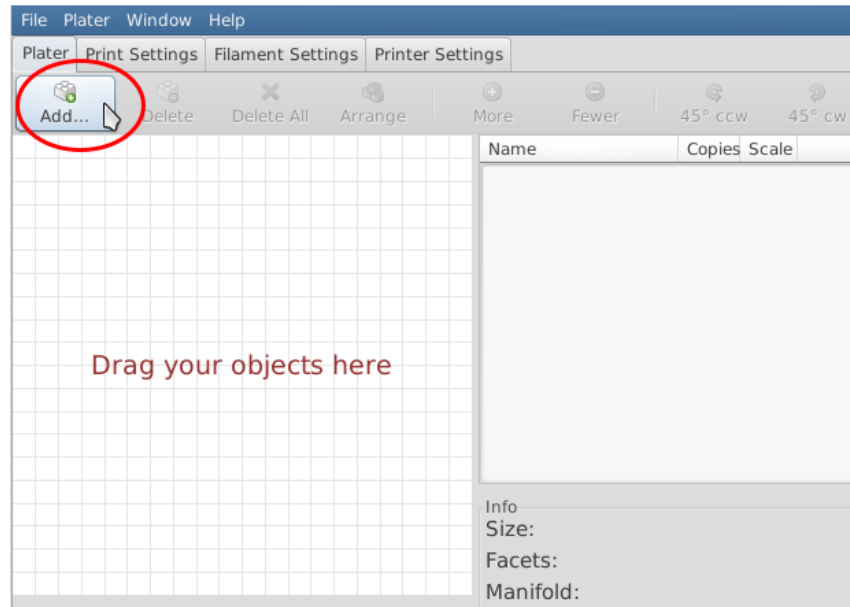 File Plater Window Help
Plater Print Settings Filament Settings Printer Settings
Add... Delete Delete All Arrange More Fewer 45° ccw 45° cw
Name Copies Scale
Drag your objects here
Info
Size:
Facets:
Manifold: